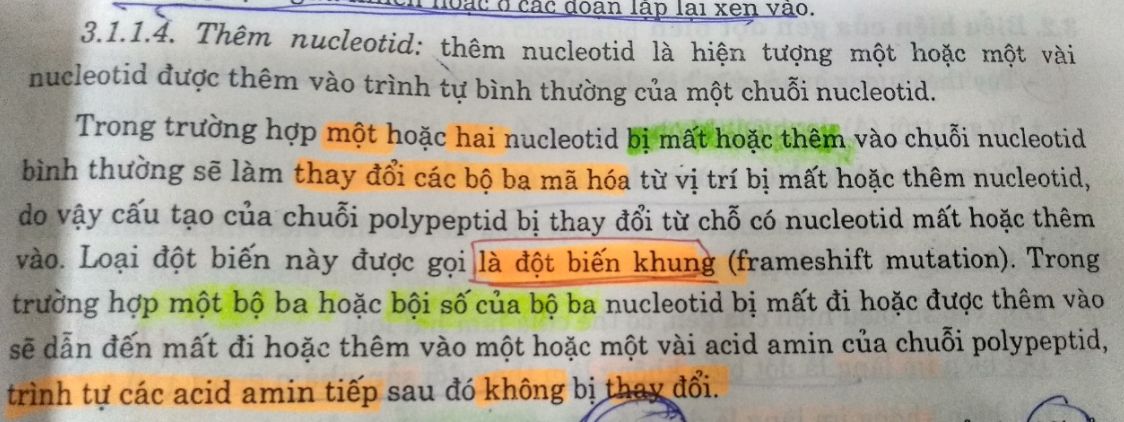 hoặc ở các đoạn lặp lại xen vào.
3.1.1.4. Thêm nucleotid: thêm nucleotid là hiện tượng một hoặc một vài
nucleotid được thêm vào trình tự bình thường của một chuỗi nucleotid.
Trong trường hợp một hoặc hai nucleotid bị mất hoặc thêm vào chuỗi nucleotid
bình thường sẽ làm thay đổi các bộ ba mã hóa từ vị trí bị mất hoặc thêm nucleotid,
do vậy cấu tạo của chuỗi polypeptid bị thay đổi từ chỗ có nucleotid mất hoặc thêm
vào. Loại đột biến này được gọi là đột biến khung (frameshift mutation). Trong
trường hợp một bộ ba hoặc bội số của bộ ba nucleotid bị mất đi hoặc được thêm vào
sẽ dẫn đến mất đi hoặc thêm vào một hoặc một vài acid amin của chuỗi polypeptid,
trình tự các acid amin tiếp sau đó không bị thay đổi.